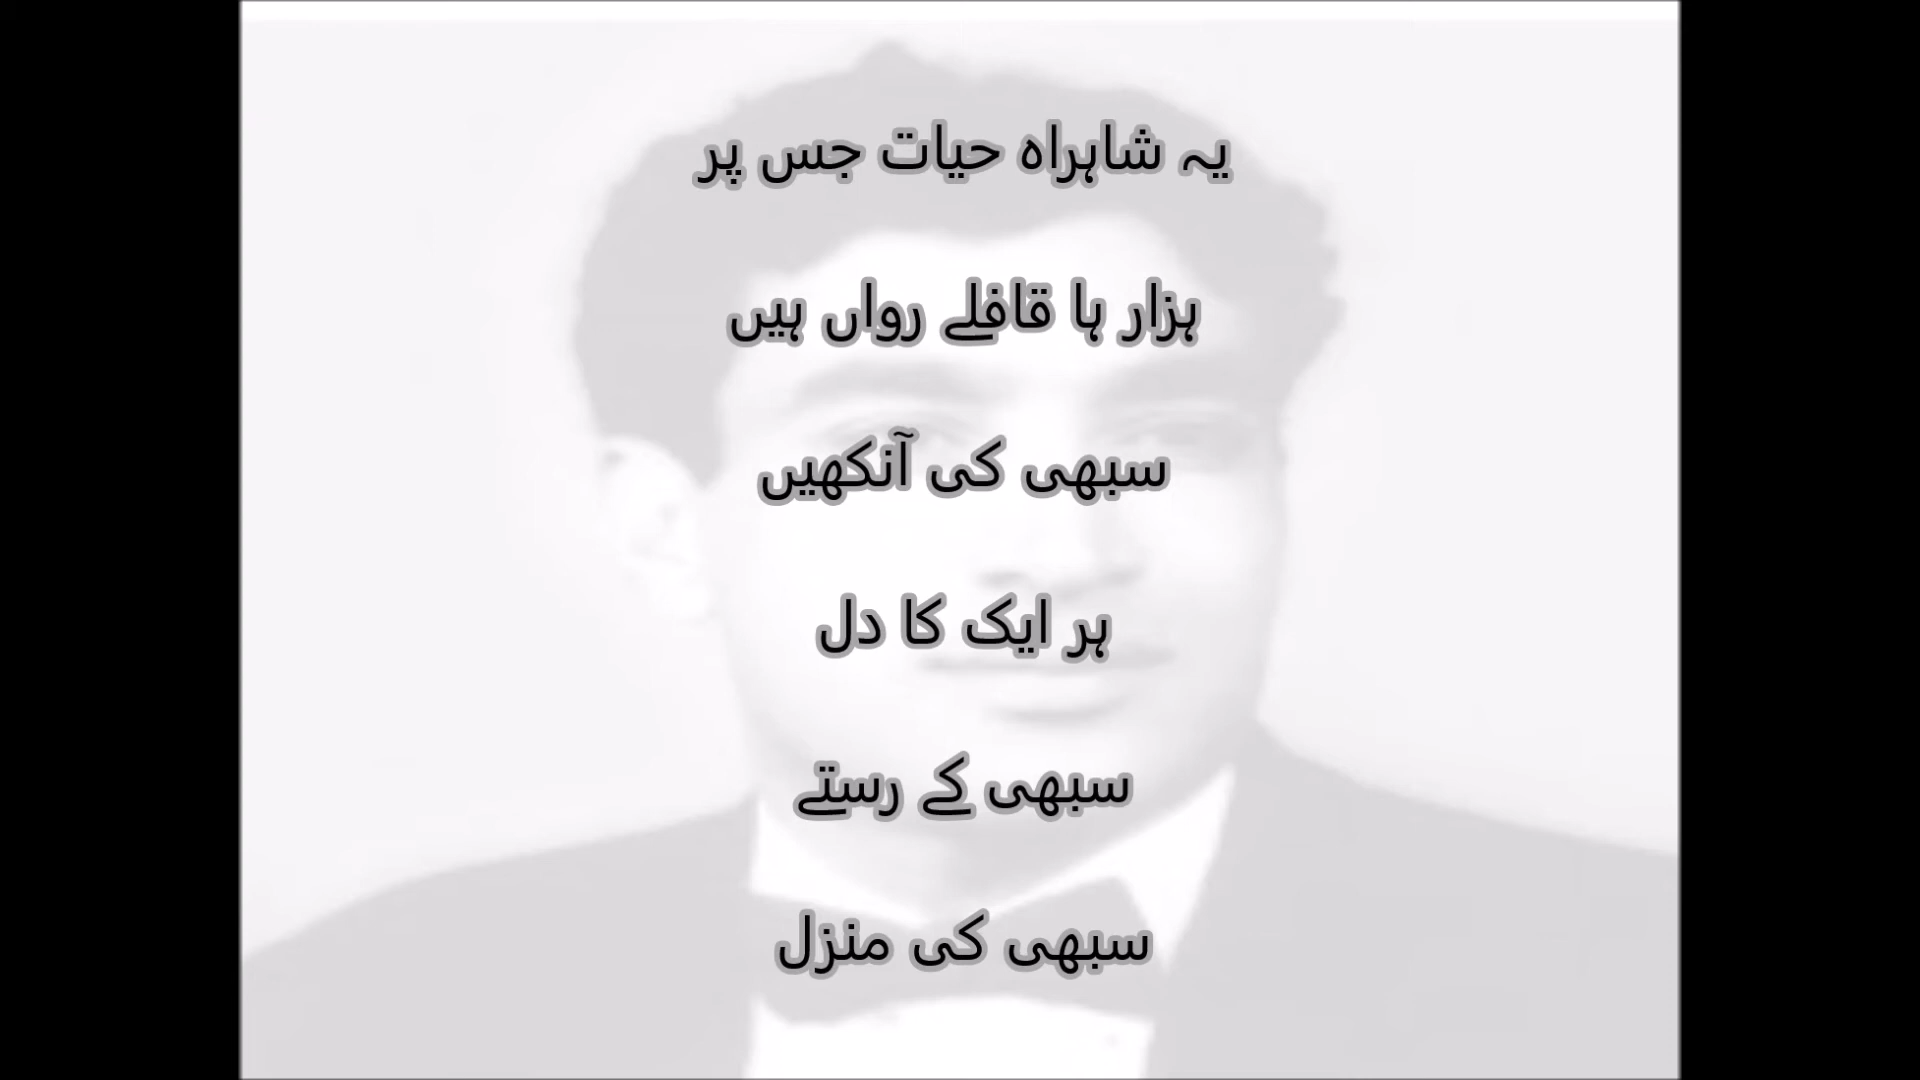 یہ شاہراہ حیات جس پر
ہزار ہا قافلے رواں ہیں
سبھی کی آنکھیں
ہر ایک کا دل
سبھی کے رستے
سبھی کی منزل